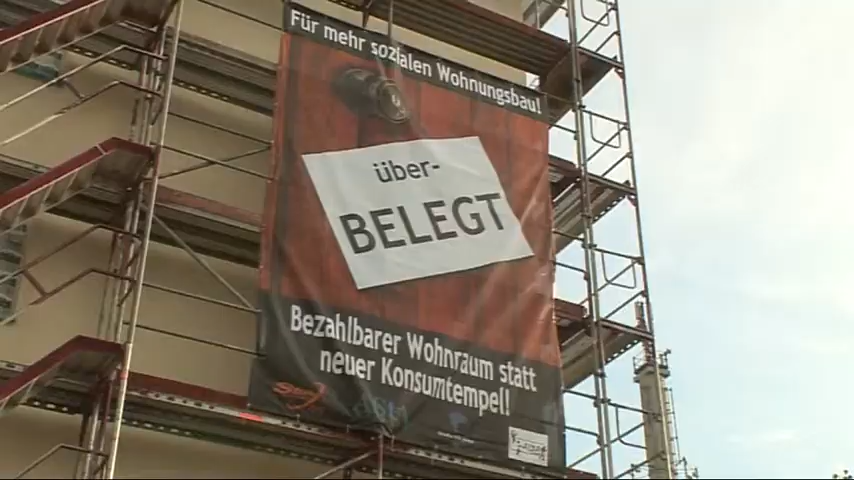 Für mehr sozialen Wohnungsbau!
über-
BELEGT
Bezahlbarer Wohnraum statt
neuer Konsumtempel!